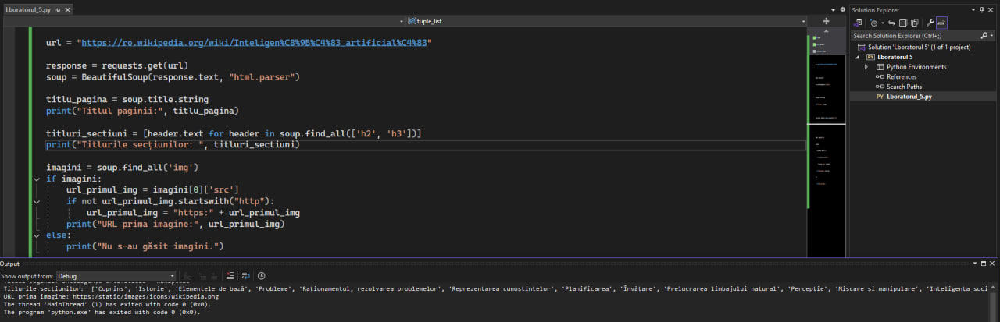 Lboratorul_5.py
tuple_list
url = "https://ro.wikipedia.org/wiki/Inteligen%C8%9B%C4%83_artificial%C4%83"
response = requests.get(url)
soup = BeautifulSoup(response.text, "html.parser")
titlu_pagina = soup.title.string
print("Titlul paginii:", titlu_pagina)
titluri_sectiuni = [header.text for header in soup.find_all(['h2', 'h3'])]
print("Titlurile secțiunilor: ", titluri_sectiuni)
imagini = soup.find_all('img')
if imagini:
url_primul_img = imagini[0]['src']
if not url_primul_img.startswith("http"):
url_primul_img = "https:" + url_primul_img
print("URL prima imagine:", url_primul_img)
else:
print("Nu s-au găsit imagini.")
Solution Explorer
Search Solution Explorer (Ctrl+;)
Solution 'Lboratorul 5' (1 of 1 project)
Lboratorul 5
Python Environments
References
Search Paths
PY Lboratorul_5.py
Output
Show output from: Debug
Titlurile secțiunilor:  ['Cuprins', 'Istorie', 'Elementele de bază', 'Probleme', 'Raționamentul, rezolvarea problemelor', 'Reprezentarea cunoștințelor', 'Planificarea', 'Învățare', 'Prelucrarea limbajului natural', 'Percepție', 'Mișcare și manipulare', 'Inteligența soci
URL prima imagine: https:/static/images/icons/wikipedia.png
The thread 'MainThread' (1) has exited with code 0 (0x0).
The program 'python.exe' has exited with code 0 (0x0).